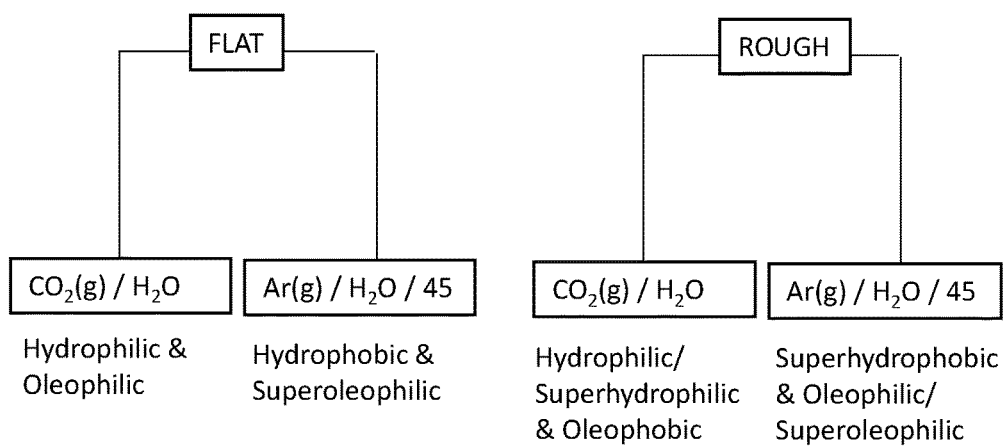 FLAT
ROUGH
CO₂(g) / H₂O
Ar(g) / H₂O / 45
CO₂(g) / H₂O
Ar(g) / H₂O / 45
Hydrophilic &
Oleophilic
Hydrophobic &
Superoleophilic
Hydrophilic/
Superhydrophilic
& Oleophobic
Superhydrophobic
& Oleophilic/
Superoleophilic